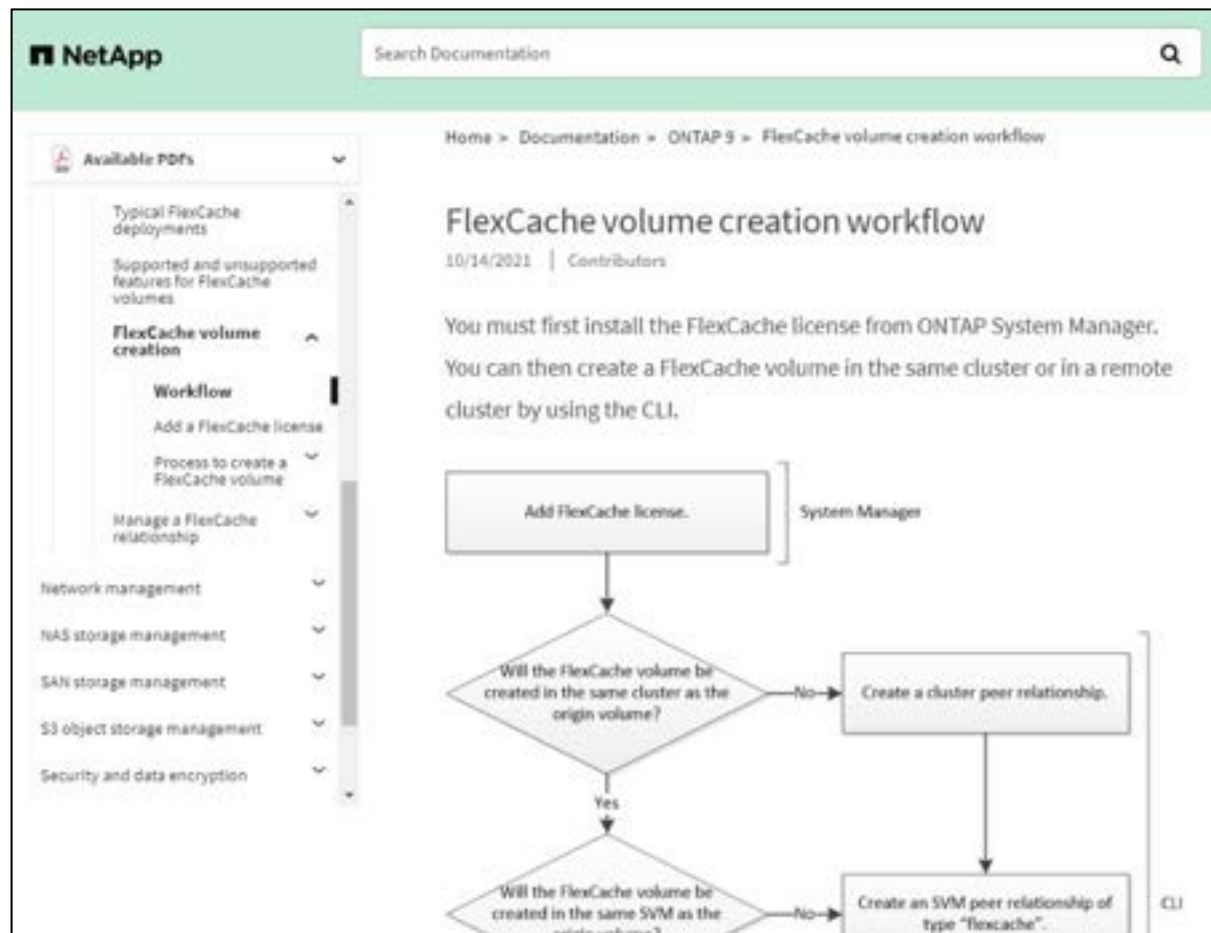 NetApp
Search Documentation
Home » Documentation » ONTAP 9 » FlexCache volume creation workflow
Available PDFs
Typical FlexCache
deployments
Supported and unsupported
features for FlexCache
volumes
FlexCache volume
creation
Workflow
Add a FlexCache license
Process to create a
FlexCache volume
Manage a FlexCache
relationship
Network management
NAS storage management
SAN storage management
S3 object storage management
Security and data encryption
FlexCache volume creation workflow
10/14/2021 | Contributors
You must first install the FlexCache license from ONTAP System Manager.
You can then create a FlexCache volume in the same cluster or in a remote
cluster by using the CLI.
Add FlexCache license.
System Manager
Will the FlexCache volume be
created in the same cluster as the
origin volume?
No
Create a cluster peer relationship.
Yes
Will the FlexCache volume be
created in the same SVM as the
origin volume?
No
Create an SVM peer relationship of
type "flexcache".
CLI